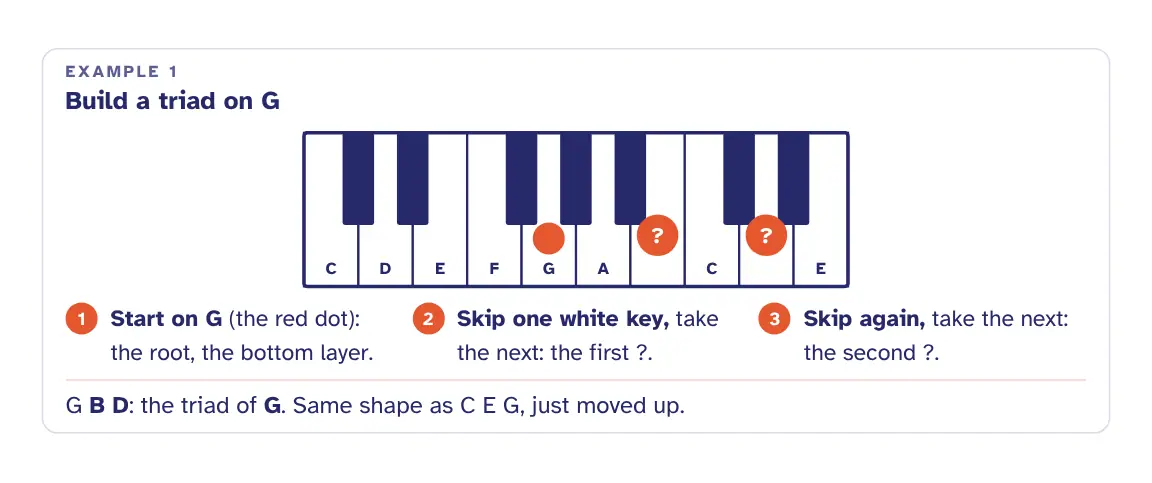 EXAMPLE 1
Build a triad on G
? ?
C D E F G A C E
1 Start on G (the red dot):
the root, the bottom layer.
2 Skip one white key, take
the next: the first ?.
3 Skip again, take the next:
the second ?.
G B D: the triad of G. Same shape as C E G, just moved up.